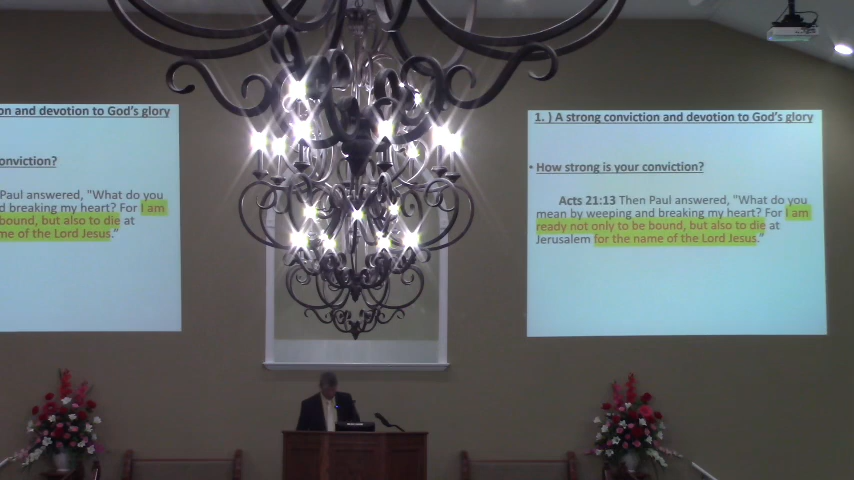 on and devotion to God's glory
onviction?
Paul answered, "What do you
d breaking my heart? For I am
bound, but also to die at
me of the Lord Jesus."
1. ) A strong conviction and devotion to God's glory
• How strong is your conviction?
Acts 21:13 Then Paul answered, "What do you
mean by weeping and breaking my heart? For I am
ready not only to be bound, but also to die at
Jerusalem for the name of the Lord Jesus."